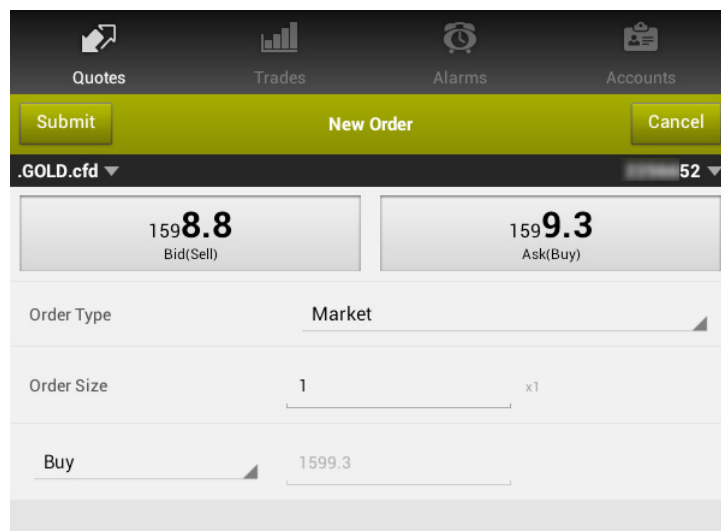 Quotes Trades Alarms Accounts
Submit New Order Cancel
.GOLD.cfd 52
1598.8 1599.3
Bid(Sell) Ask(Buy)
Order Type Market
Order Size 1 x1
Buy 1599.3